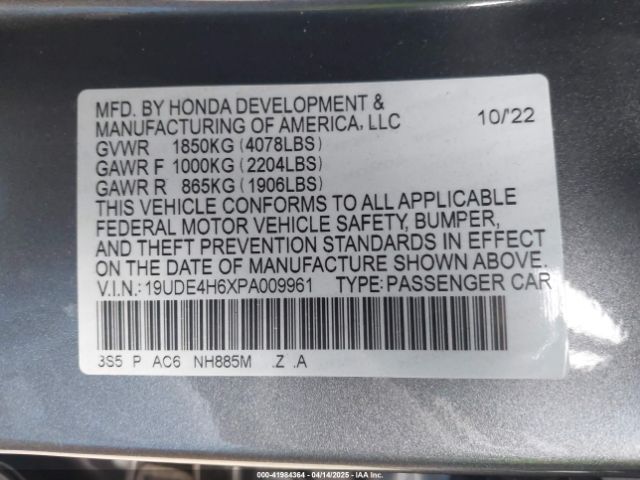 MFD. BY HONDA DEVELOPMENT &
MANUFACTURING OF AMERICA, LLC 10/'22
GVWR 1850KG (4078LBS)
GAWR F 1000KG (2204LBS)
GAWR R 865KG (1906LBS)
THIS VEHICLE CONFORMS TO ALL APPLICABLE
FEDERAL MOTOR VEHICLE SAFETY, BUMPER,
AND THEFT PREVENTION STANDARDS IN EFFECT
ON THE DATE OF MANUFACTURE SHOWN ABOVE.
V.I.N.: 19UDE4H6XPA009961 TYPE: PASSENGER CAR
3S5 P AC6 NH885M .Z .A
000-41984364 - 04/14/2025 - IAA Inc.